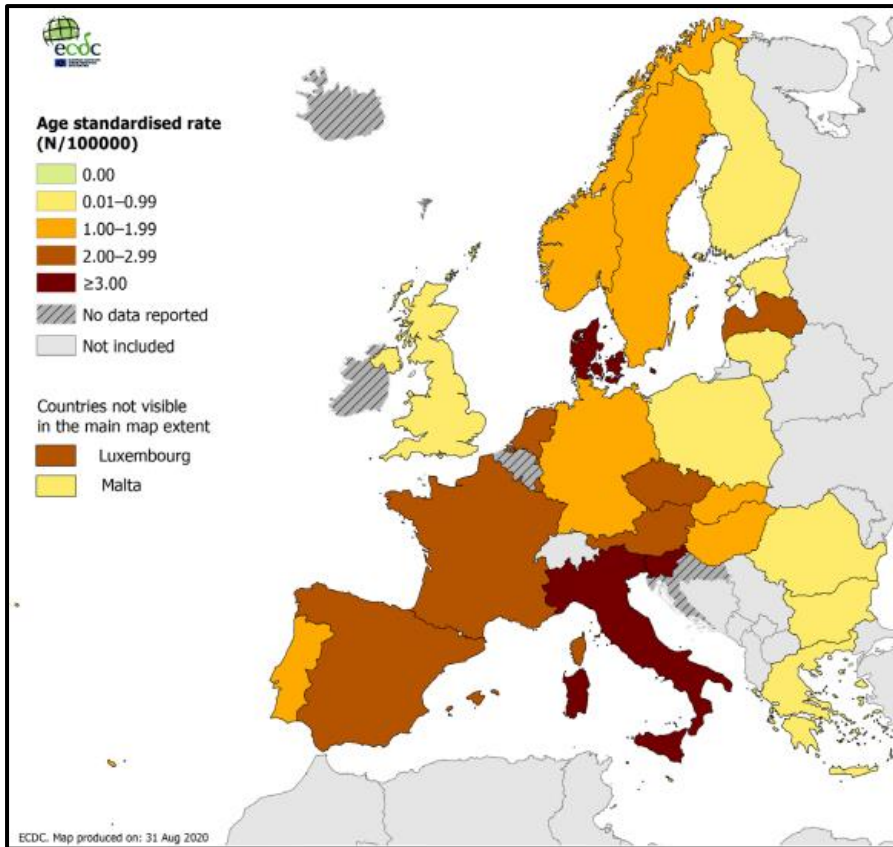 ecdc
Age standardised rate
(N/100000)
0.00
0.01–0.99
1.00–1.99
2.00–2.99
≥3.00
No data reported
Not included
Countries not visible
in the main map extent
Luxembourg
Malta
ECDC. Map produced on: 31 Aug 2020